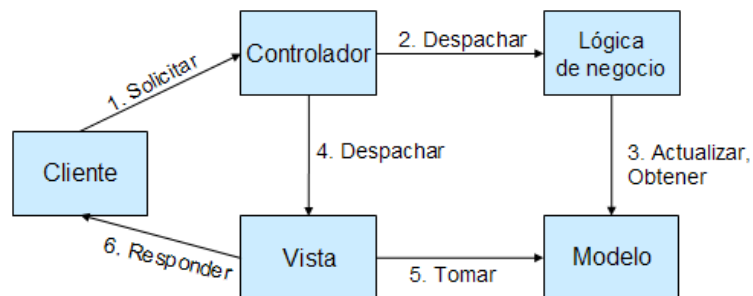 Controlador
2. Despachar
Lógica
de negocio
1. Solicitar
4. Despachar
3. Actualizar,
Obtener
Cliente
6. Responder
Vista
5. Tomar
Modelo